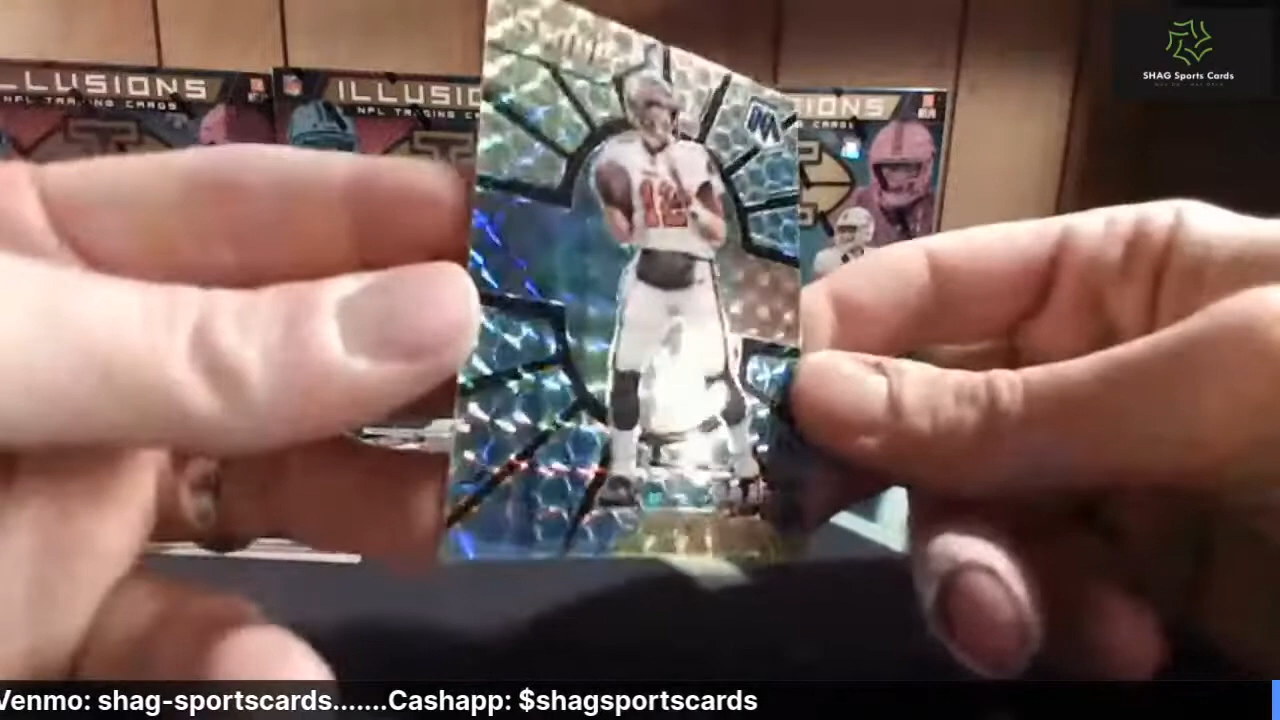 ILLUSIONS
NFL TRADING CARDS
ILLUSIO
NFL TRADING C
IONS
CARDS
SHAG Sports Cards
12
Venmo: shag-sportscards.......Cashapp: $shagsportscards